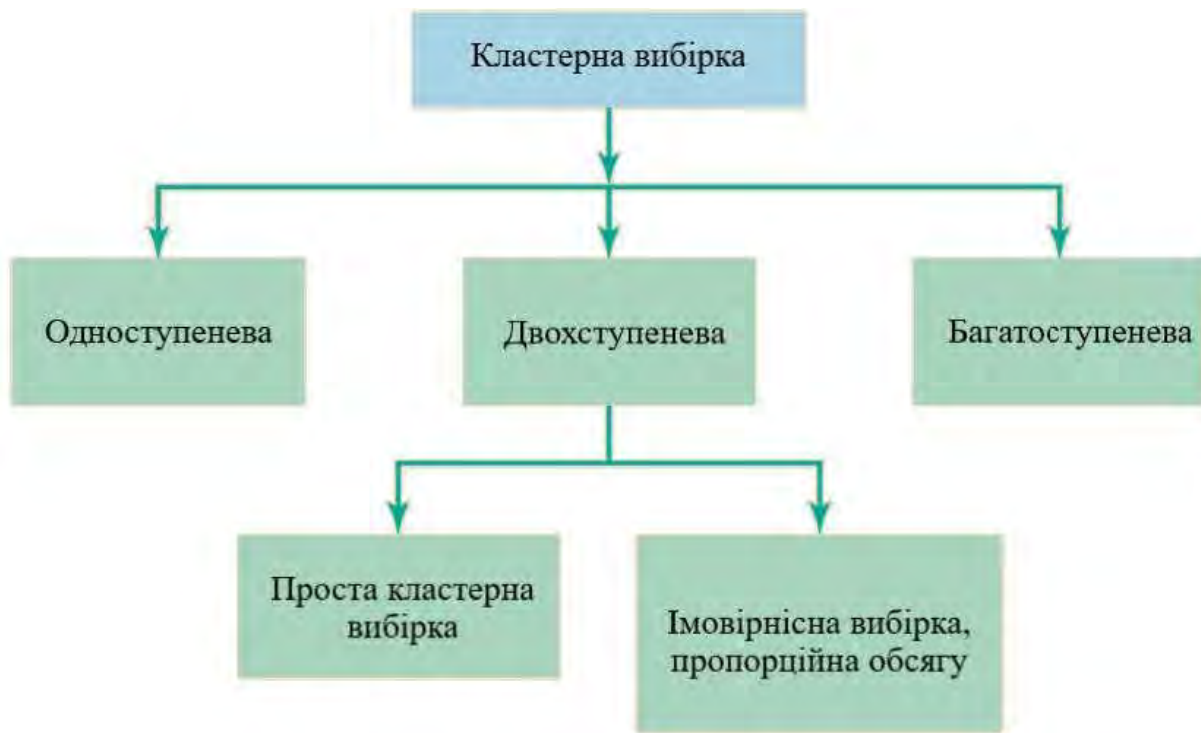 Кластерна вибірка
Одноступенева
Двохступенева
Багатоступенева
Проста кластерна
вибірка
Імовірнісна вибірка,
пропорційна обсягу